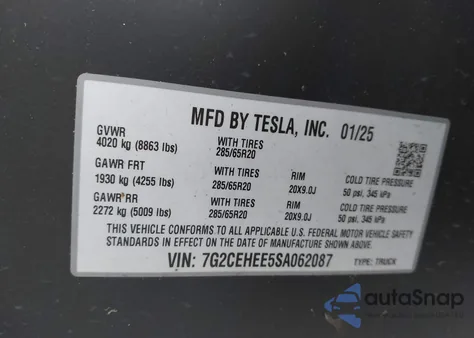 MFD BY TESLA, INC. 01/25
GVWR
4020 kg (8863 lbs)
WITH TIRES
285/65R20
GAWR FRT
1930 kg (4255 lbs)
WITH TIRES
285/65R20
RIM
20X9.0J
COLD TIRE PRESSURE
50 psi, 345 kPa
GAWR RR
2272 kg (5009 lbs)
WITH TIRES
285/65R20
RIM
20X9.0J
COLD TIRE PRESSURE
50 psi, 345 kPa
THIS VEHICLE CONFORMS TO ALL APPLICABLE U.S. FEDERAL MOTOR VEHICLE SAFETY
STANDARDS IN EFFECT ON THE DATE OF MANUFACTURE SHOWN ABOVE.
VIN: 7G2CEHEE5SA062087
TYPE: TRUCK
autoSnap